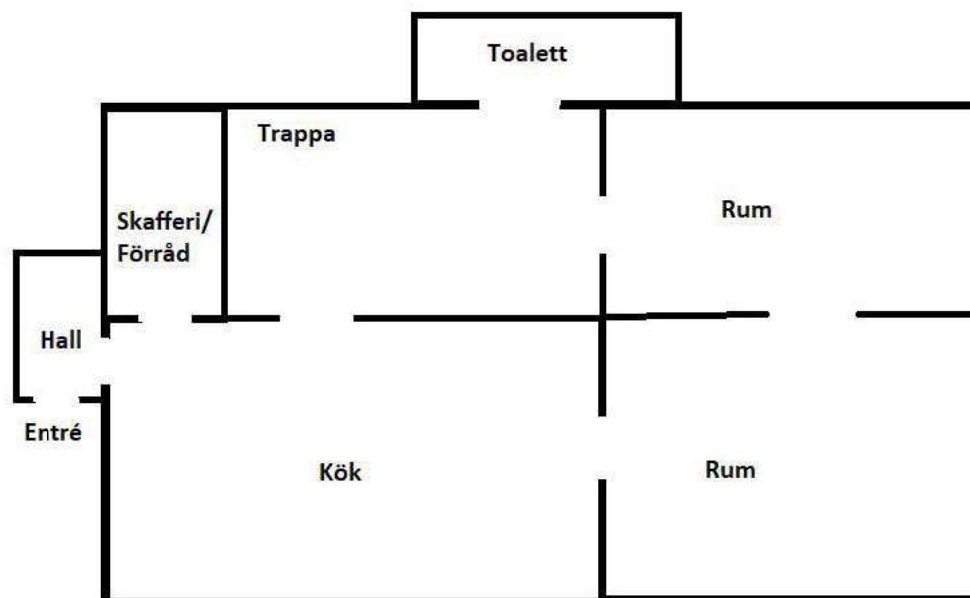 Toalett
Trappa
Rum
Skafferi/
Förråd
Hall
Entré
Kök
Rum